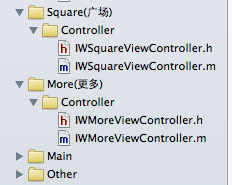 Square(广场)
Controller
h IWSquareViewController.h
m IWSquareViewController.m
More(更多)
Controller
h IWMoreViewController.h
m IWMoreViewController.m
Main
Other